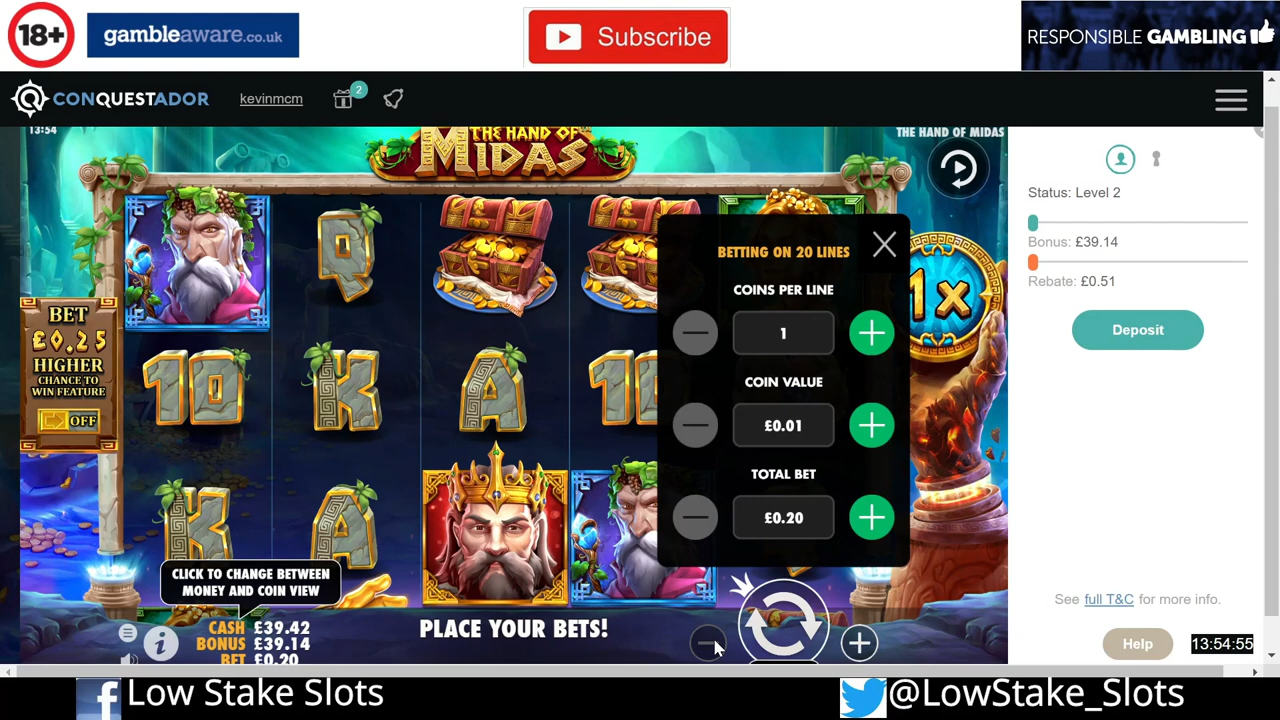 18+
gambleaware.co.uk
Subscribe
RESPONSIBLE GAMBLING
CONQUESTADOR
kevinmcm
2
13:54
THE HAND OF
MIDAS
THE HAND OF MIDAS
Status: Level 2
Bonus: £39.14
Rebate: £0.51
Deposit
BET
£0.25
HIGHER
CHANCE TO
WIN FEATURE
OFF
Q
10
K
A
10
K
A
1x
BETTING ON 20 LINES
COINS PER LINE
1
COIN VALUE
£0.01
TOTAL BET
£0.20
CLICK TO CHANGE BETWEEN
MONEY AND COIN VIEW
CASH £39.42
BONUS £39.14
BET £0.20
PLACE YOUR BETS!
See full T&C for more info.
Help
13:54:55
Low Stake Slots
@LowStake_Slots